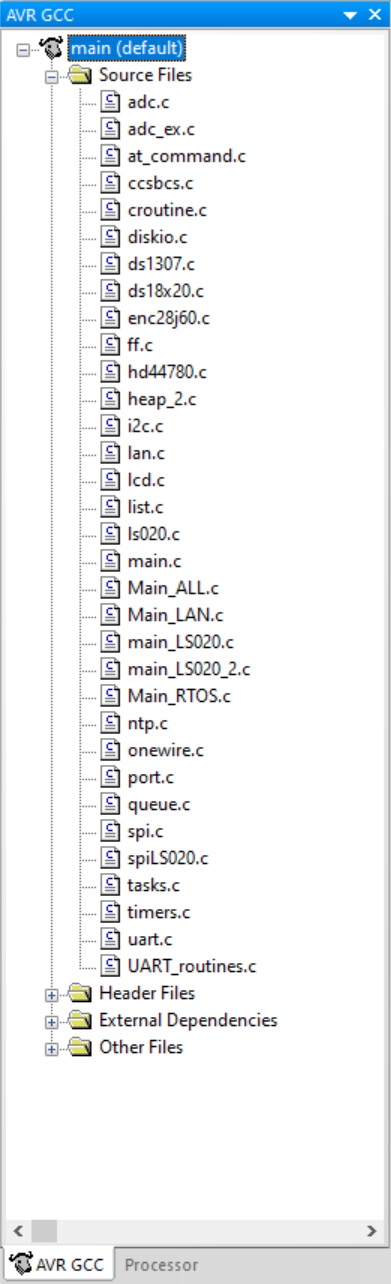 AVR GCC
main (default)
Source Files
adc.c
adc_ex.c
at_command.c
ccsbcs.c
croutine.c
diskio.c
ds1307.c
ds18x20.c
enc28j60.c
ff.c
hd44780.c
heap_2.c
i2c.c
lan.c
lcd.c
list.c
ls020.c
main.c
Main_ALL.c
Main_LAN.c
main_LS020.c
main_LS020_2.c
Main_RTOS.c
ntp.c
onewire.c
port.c
queue.c
spi.c
spiLS020.c
tasks.c
timers.c
uart.c
UART_routines.c
Header Files
External Dependencies
Other Files
AVR GCC Processor